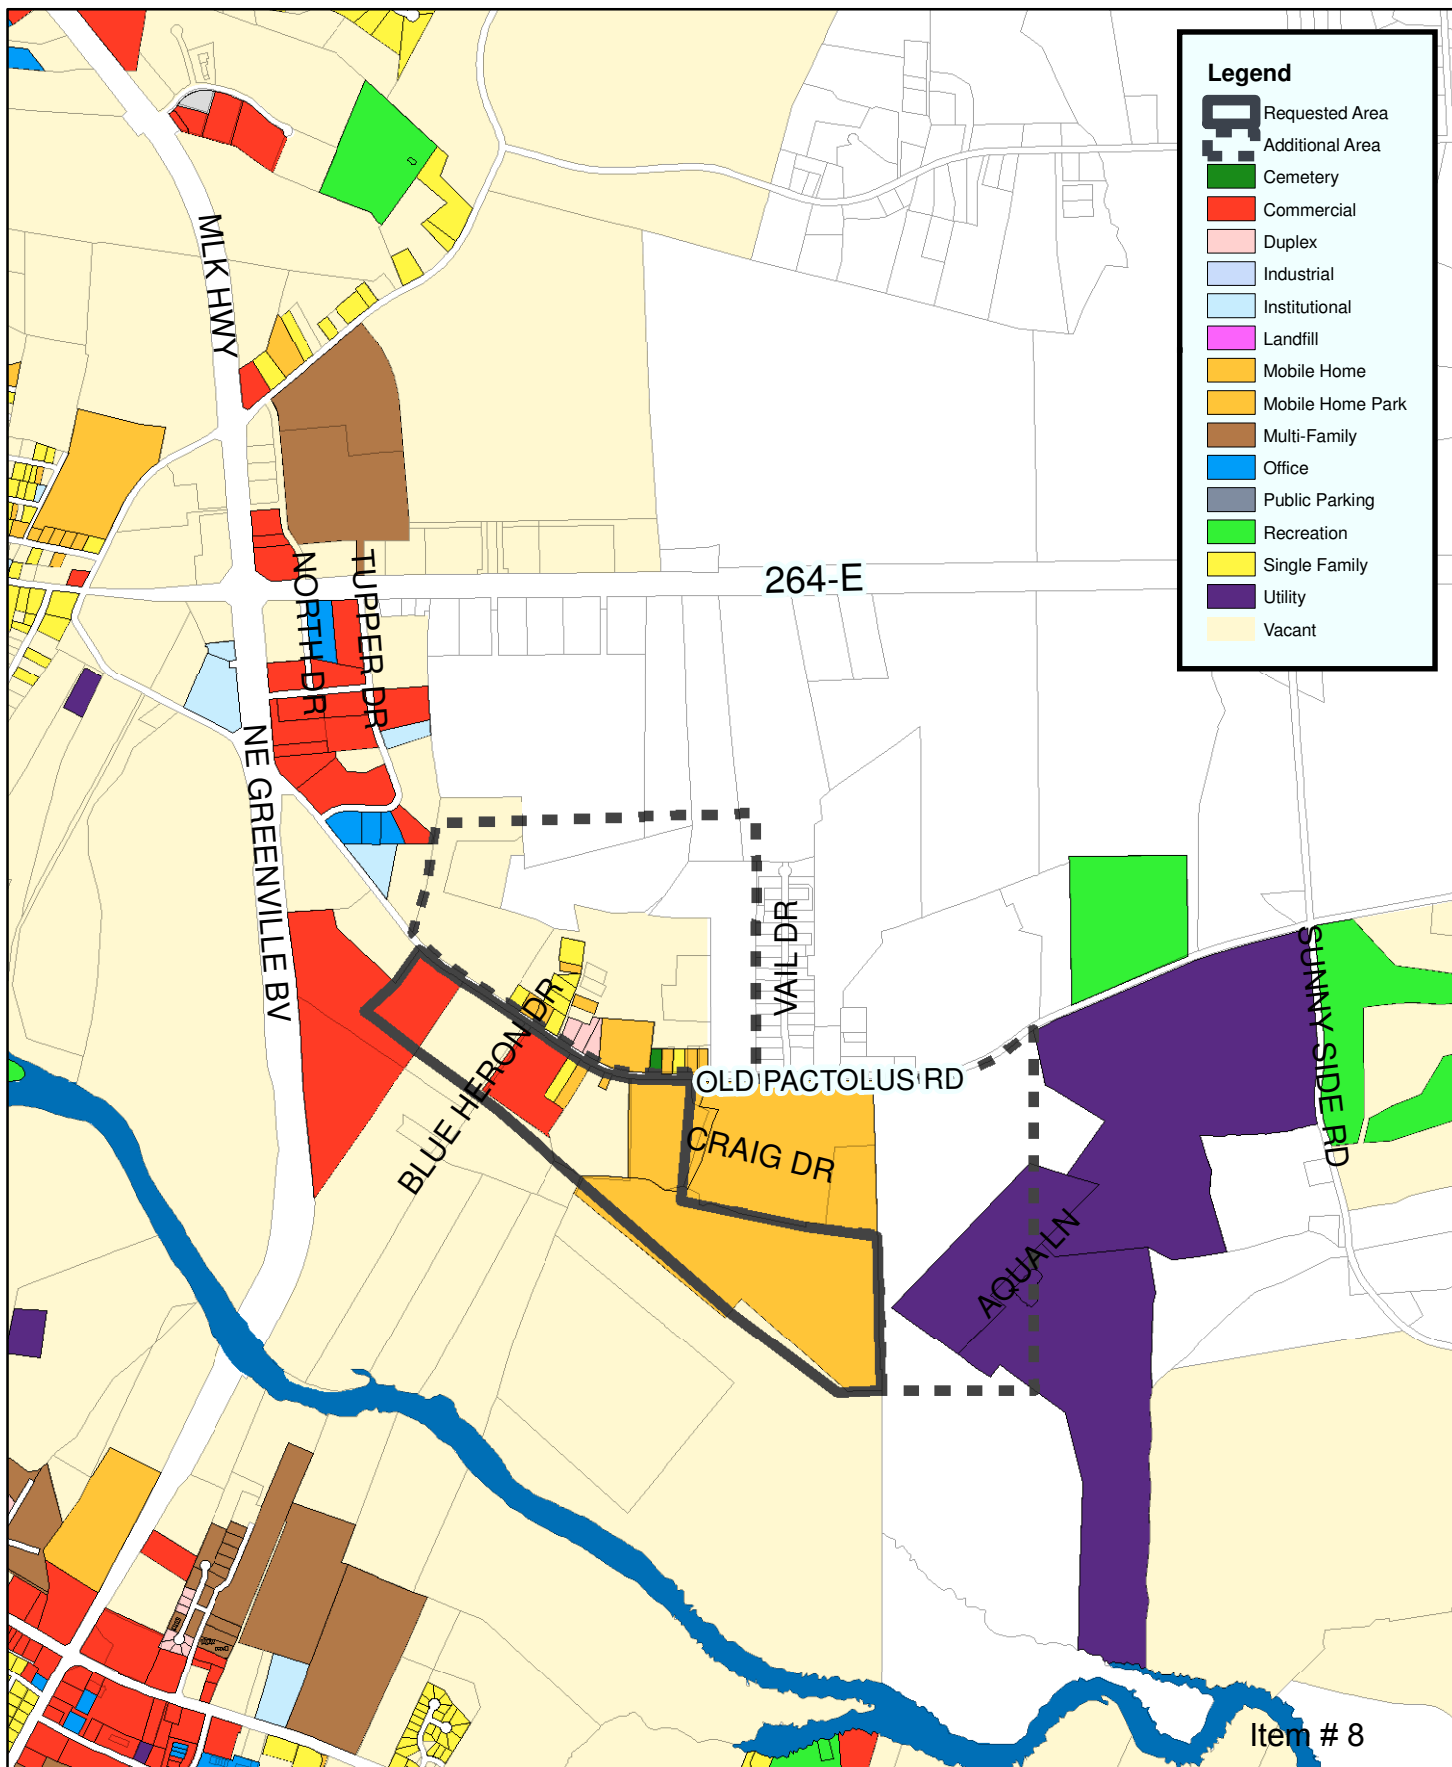 Legend
Requested Area
Additional Area
Cemetery
Commercial
Duplex
Industrial
Institutional
Landfill
Mobile Home
Mobile Home Park
Multi-Family
Office
Public Parking
Recreation
Single Family
Utility
Vacant
MLK HWY
264-E
NORTH DR
TUPPER DR
NE GREENVILLE BV
VAIL DR
SUNNY SIDE RD
BLUE HERON DR
OLD PACTOLUS RD
CRAIG DR
AQUA LN
Item # 8